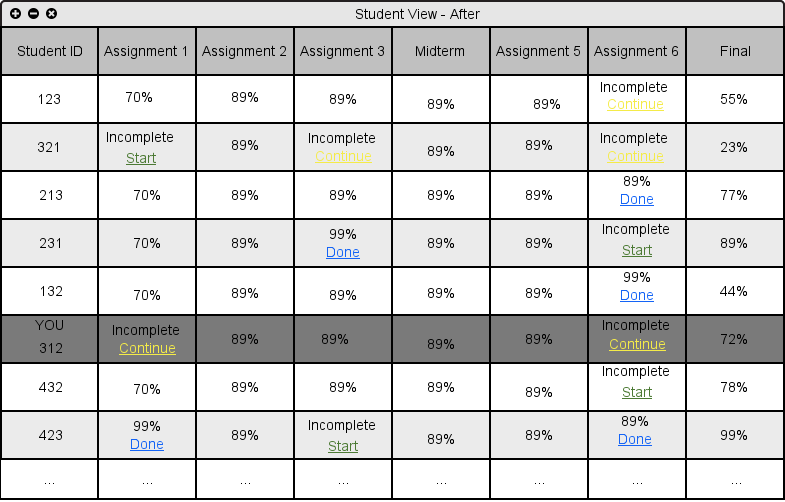 Student View - After
Student ID Assignment 1 Assignment 2 Assignment 3 Midterm Assignment 5 Assignment 6 Final
123 70% 89% 89% 89% 89% Incomplete 55%
Continue
321 Incomplete 89% Incomplete 89% 89% Incomplete 23%
Start Continue Continue
213 70% 89% 89% 89% 89% 89% 77%
Done
231 70% 89% 99% 89% 89% Incomplete 89%
Done Start
132 70% 89% 89% 89% 89% 99% 44%
Done
YOU Incomplete 89% 89% 89% 89% Incomplete 72%
312 Continue Continue
432 70% 89% 89% 89% 89% Incomplete 78%
Start
423 99% 89% Incomplete 89% 89% 89% 99%
Done Start Done
... ... ... ... ... ... ... ...